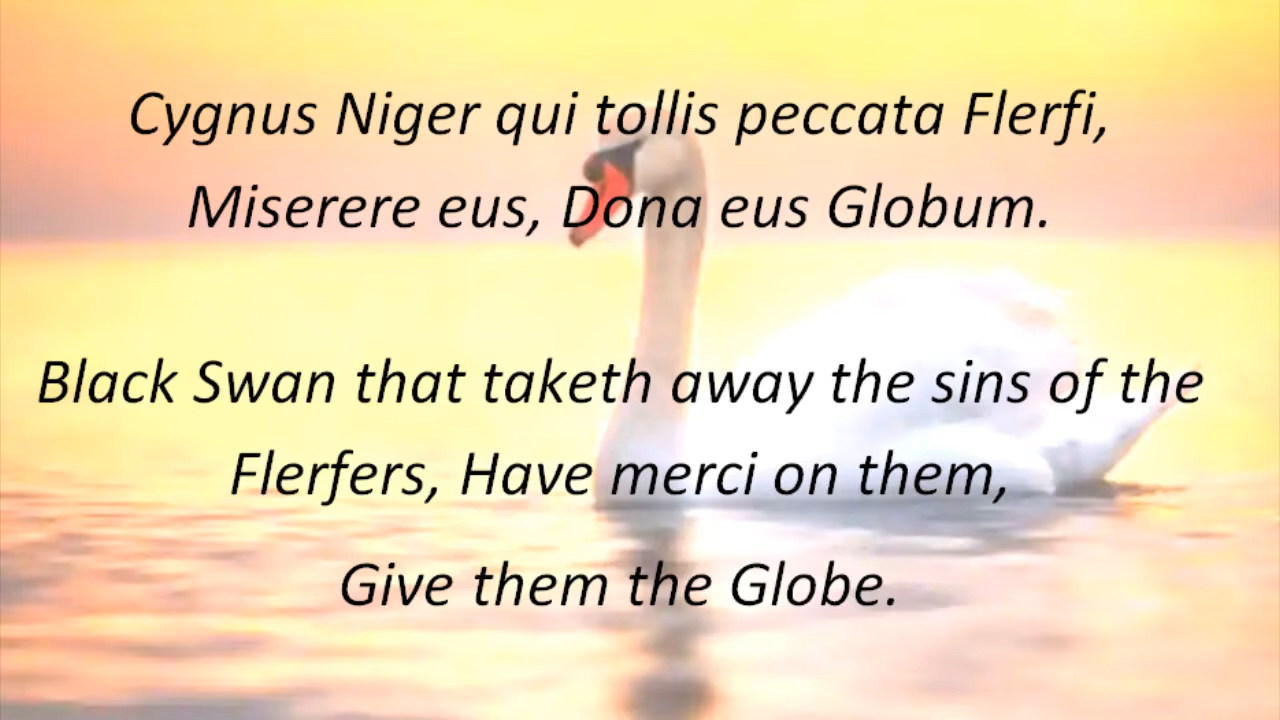 Cygnus Niger qui tollis peccata Flerfi,
Miserere eus, Dona eus Globum.
Black Swan that taketh away the sins of the
Flerfers, Have merci on them,
Give them the Globe.